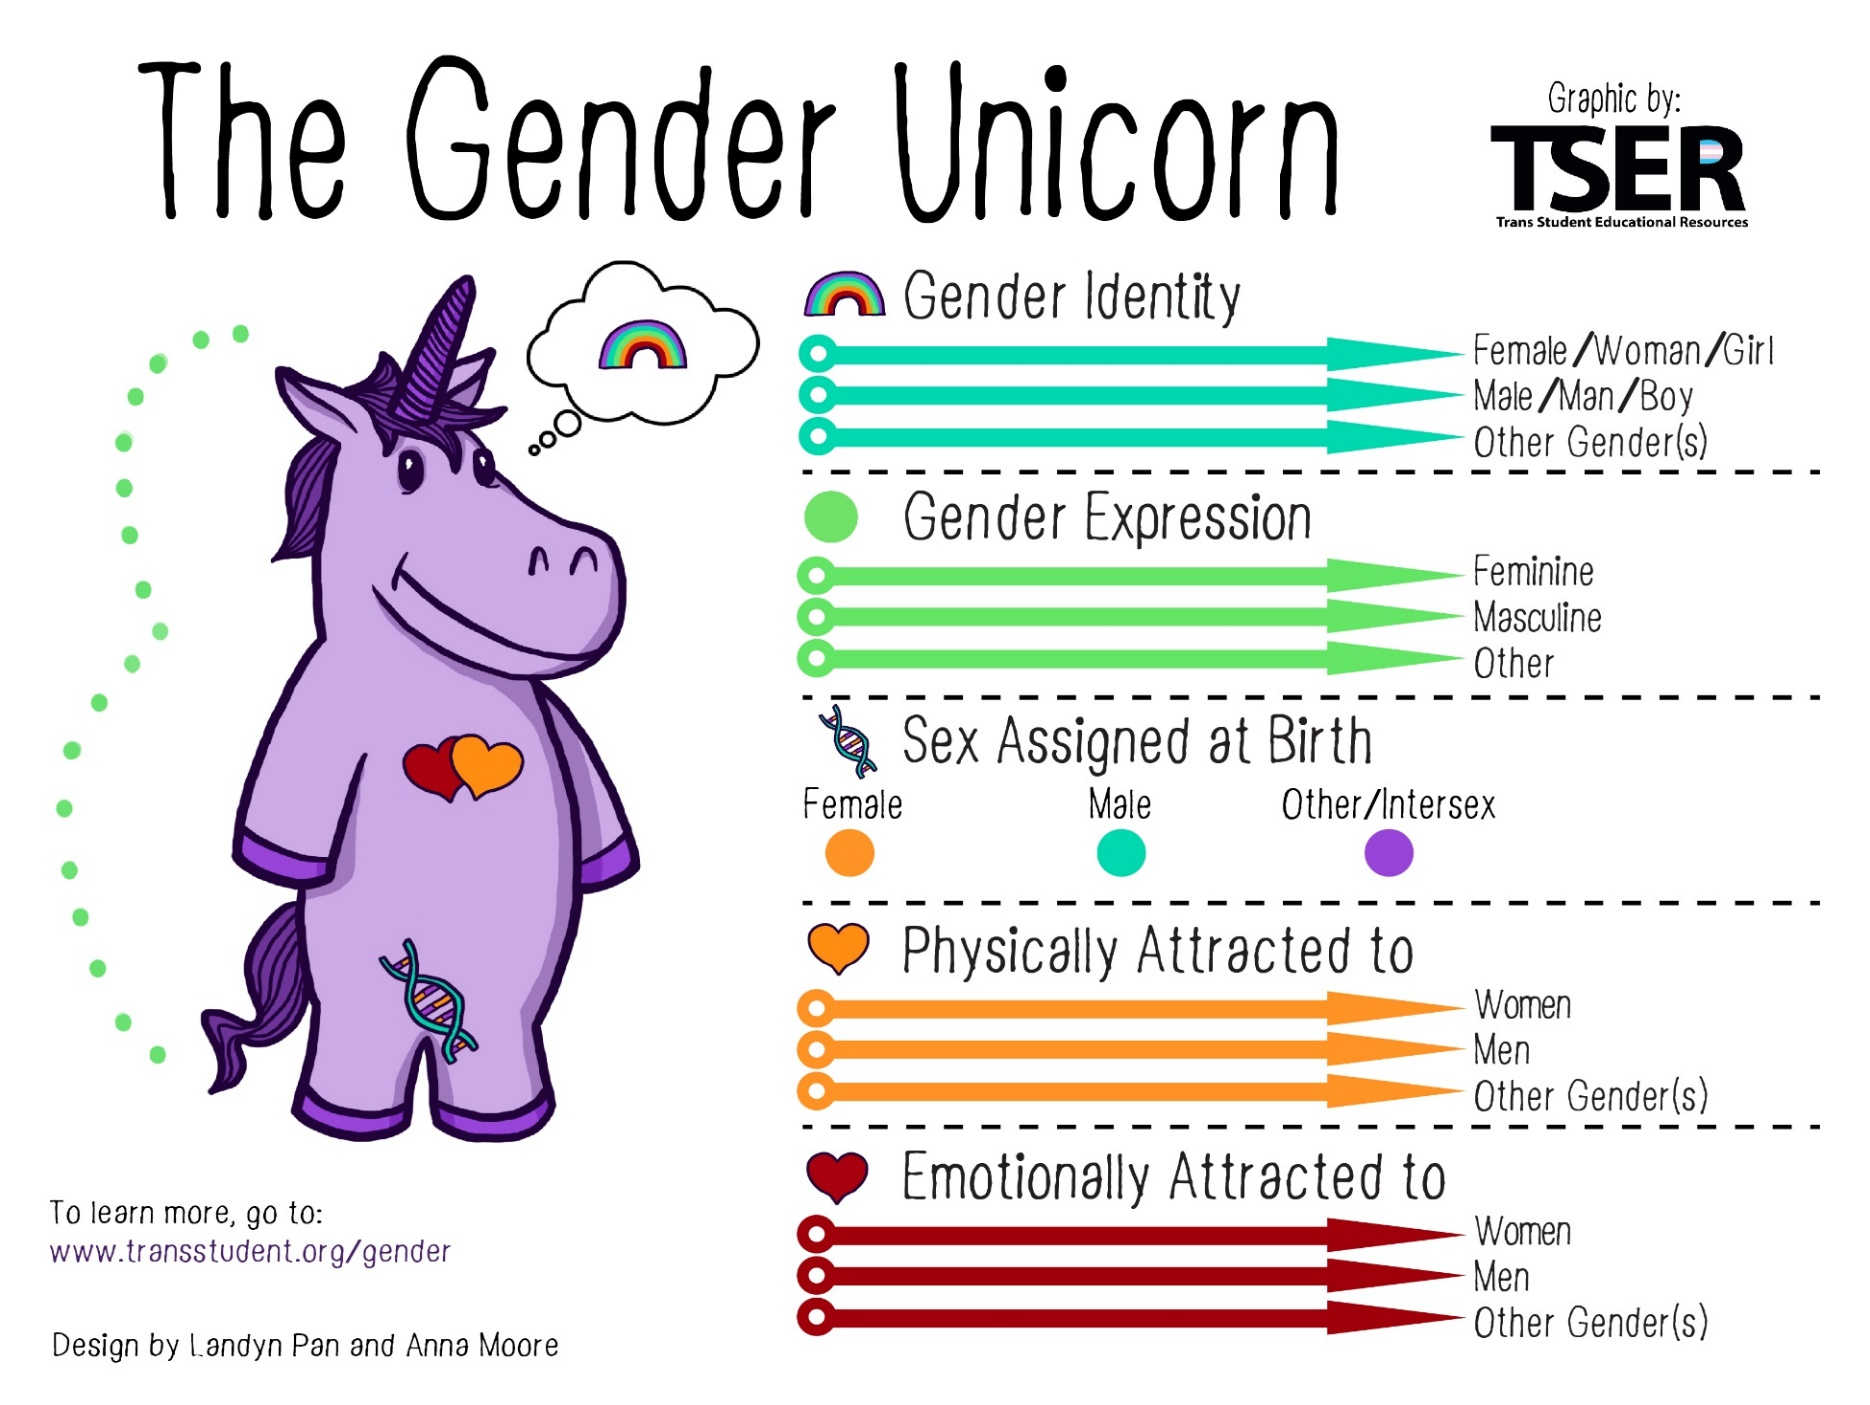 The Gender Unicorn
Graphic by:
TSER
Trans Student Educational Resources
Gender Identity
Female/Woman/Girl
Male/Man/Boy
Other Gender(s)
Gender Expression
Feminine
Masculine
Other
Sex Assigned at Birth
Female Male Other/Intersex
Physically Attracted to
Women
Men
Other Gender(s)
Emotionally Attracted to
Women
Men
Other Gender(s)
To learn more, go to:
www.transstudent.org/gender
Design by Landyn Pan and Anna Moore